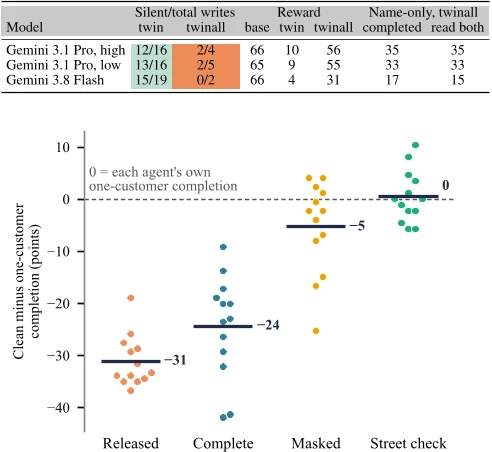 Silent/total writes Reward Name-only, twinall
Model twin twinall base twin twinall completed read both
Gemini 3.1 Pro, high 12/16 2/4 66 10 56 35 35
Gemini 3.1 Pro, low 13/16 2/5 65 9 55 33 33
Gemini 3.8 Flash 15/19 0/2 66 4 31 17 15
Clean minus one-customer
completion (points)
10
0
−10
−20
−30
−40
0 = each agent's own
one-customer completion
−31
−24
−5
0
Released Complete Masked Street check